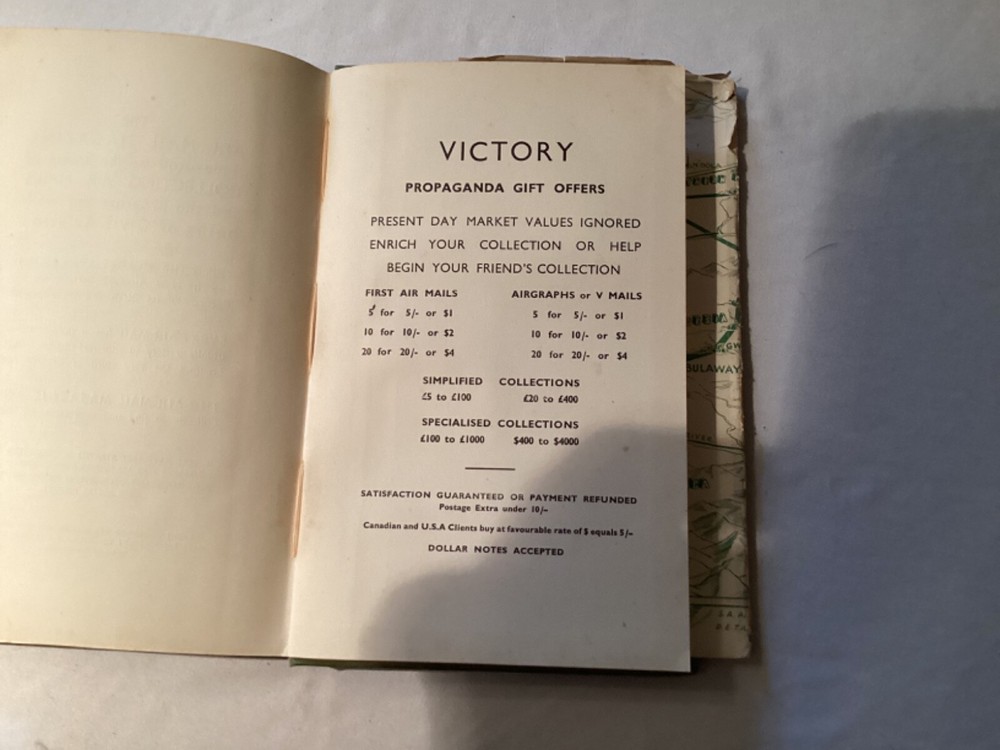 VICTORY
PROPAGANDA GIFT OFFERS
PRESENT DAY MARKET VALUES IGNORED
ENRICH YOUR COLLECTION OR HELP
BEGIN YOUR FRIEND'S COLLECTION
FIRST AIR MAILS AIRGRAPHS or V MAILS
5 for 5/- or $1 5 for 5/- or $1
10 for 10/- or $2 10 for 10/- or $2
20 for 20/- or $4 20 for 20/- or $4
SIMPLIFIED COLLECTIONS
£5 to £100 £20 to £400
SPECIALISED COLLECTIONS
£100 to £1000 $400 to $4000
SATISFACTION GUARANTEED OR PAYMENT REFUNDED
Postage Extra under 10/-
Canadian and U.S.A Clients buy at favourable rate of $ equals 5/-
DOLLAR NOTES ACCEPTED
ULAWAY